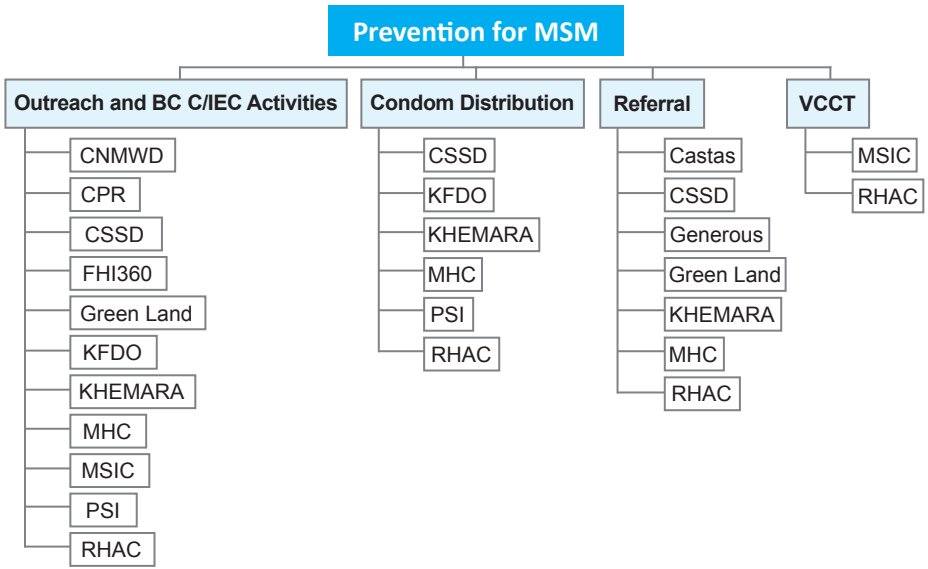 Prevention for MSM
Outreach and BC C/IEC Activities
CNMWD
CPR
CSSD
FHI360
Green Land
KFDO
KHEMARA
MHC
MSIC
PSI
RHAC
Condom Distribution
CSSD
KFDO
KHEMARA
MHC
PSI
RHAC
Referral
Castas
CSSD
Generous
Green Land
KHEMARA
MHC
RHAC
VCCT
MSIC
RHAC